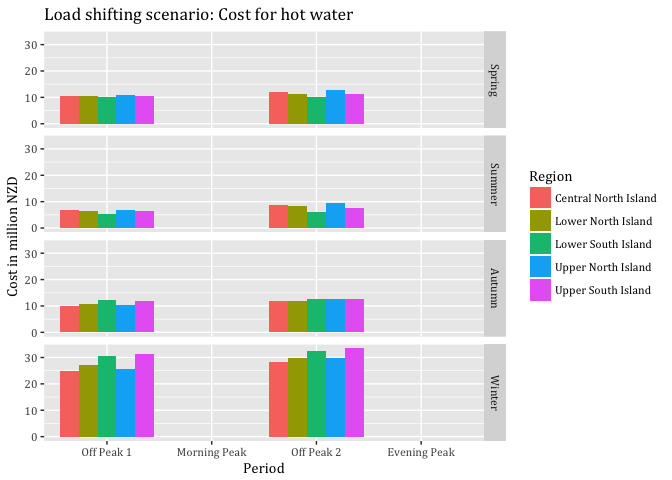 Load shifting scenario: Cost for hot water
Cost in million NZD
30
20
10
0
Spring
30
20
10
0
Summer
30
20
10
0
Autumn
30
20
10
0
Winter
Off Peak 1
Morning Peak
Off Peak 2
Evening Peak
Period
Region
Central North Island
Lower North Island
Lower South Island
Upper North Island
Upper South Island